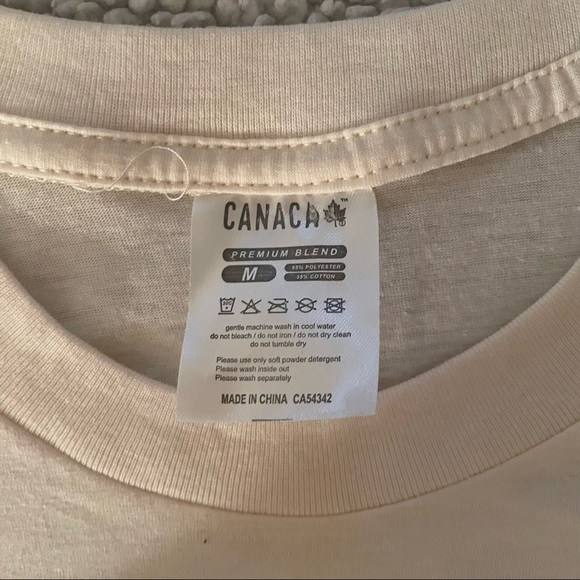 CANACA
TM
PREMIUM BLEND
M
65% POLYESTER
35% COTTON
30C
gentle machine wash in cool water
do not bleach / do not iron / do not dry clean
do not tumble dry
Please use only soft powder detergent
Please wash inside out
Please wash separately
MADE IN CHINA CA54342